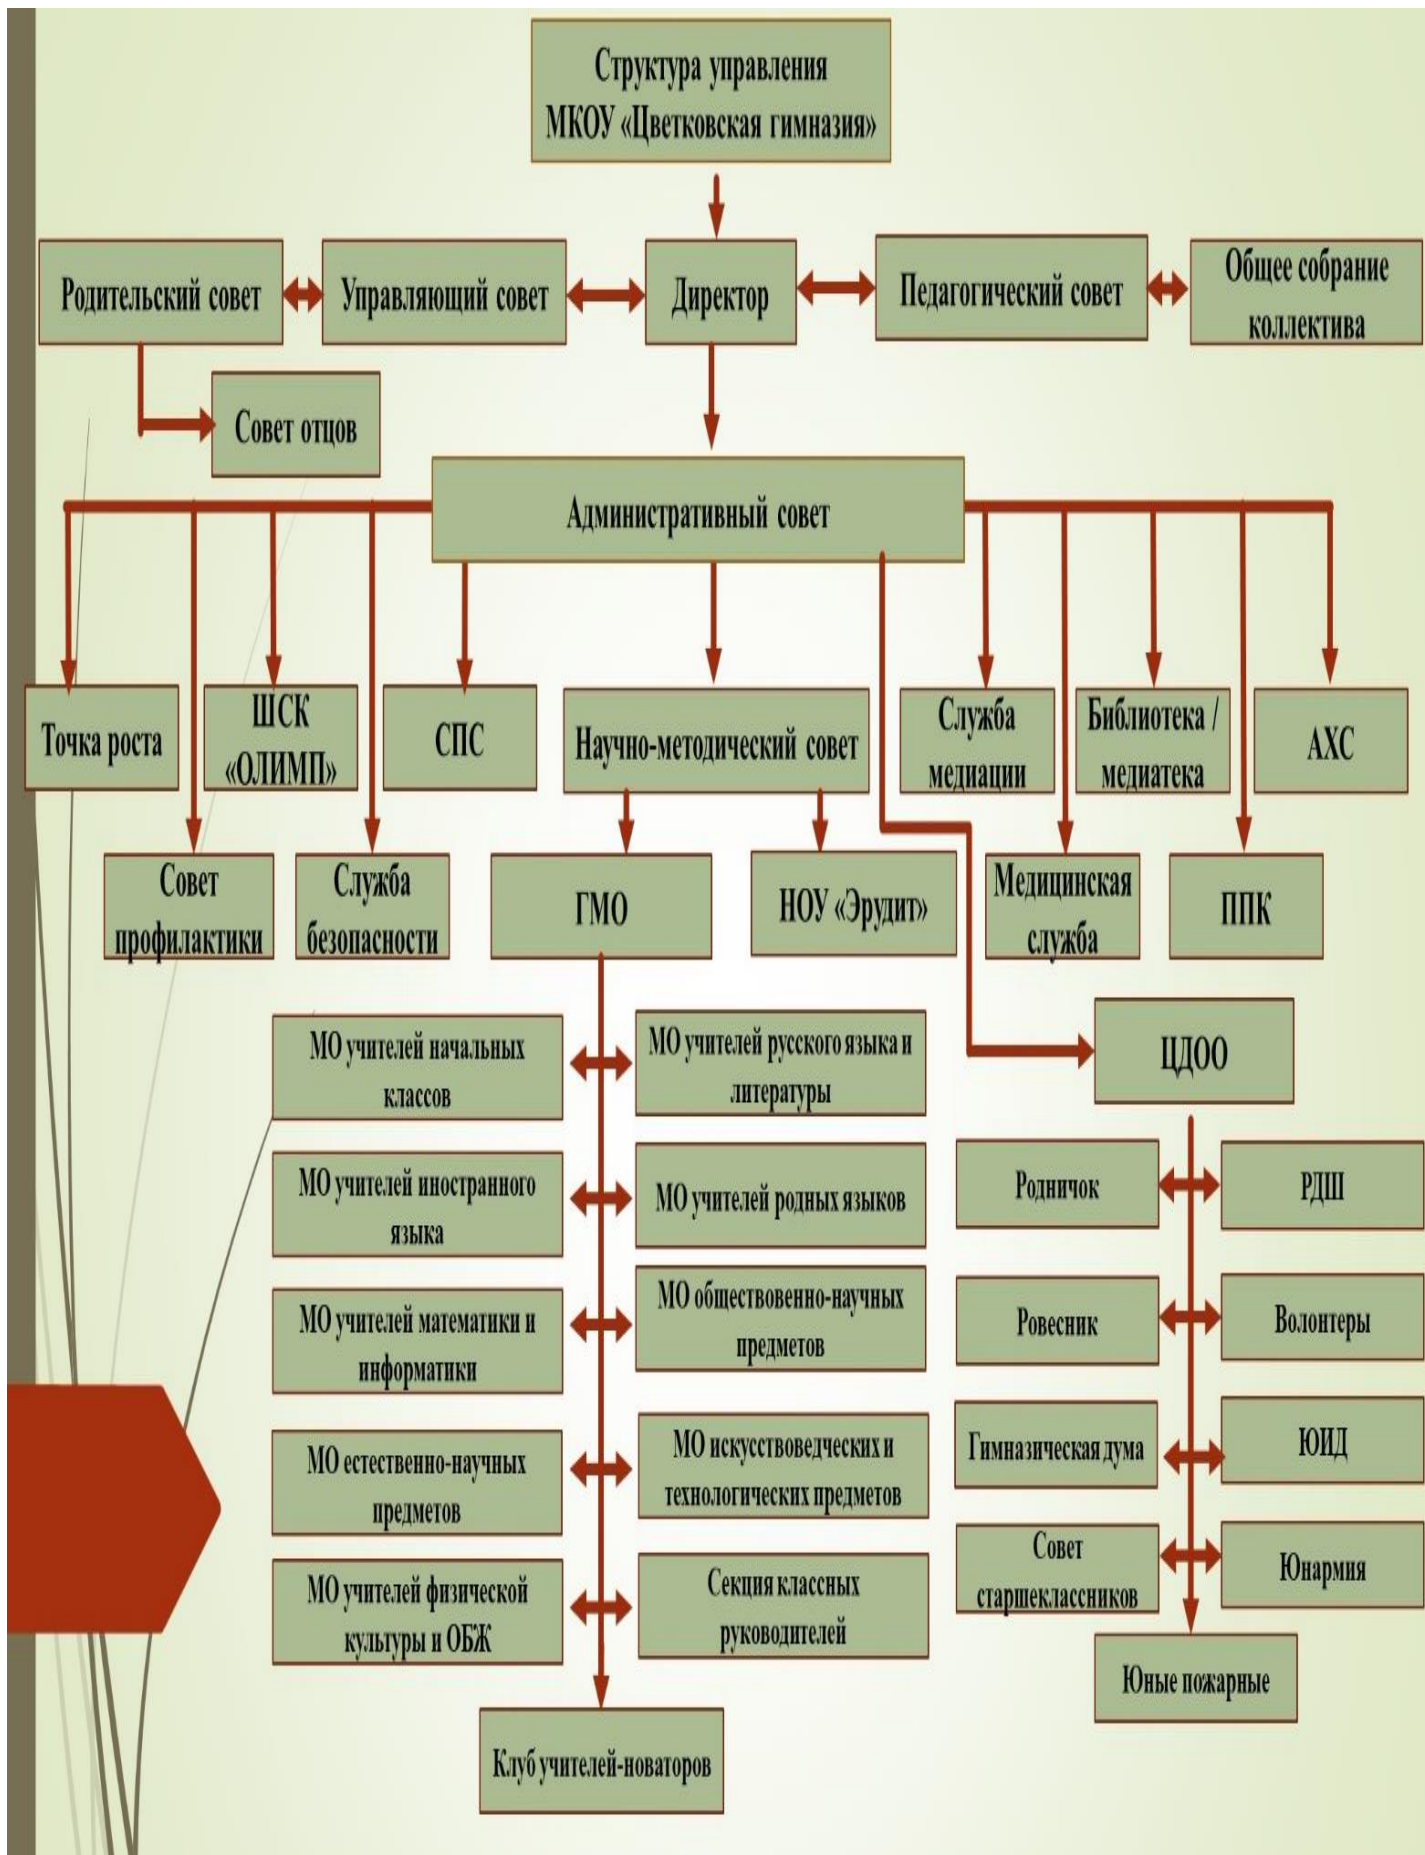 Структура управления
МКОУ «Цветковская гимназия»
Родительский совет
Управляющий совет
Директор
Педагогический совет
Общее собрание
коллектива
Совет отцов
Административный совет
Точка роста
ШСК
«ОЛИМП»
СПС
Научно-методический совет
Служба
медиации
Библиотека /
медиатека
АХС
Совет
профилактики
Служба
безопасности
ГМО
НОУ «Эрудит»
Медицинская
служба
ППК
МО учителей начальных
классов
МО учителей русского языка и
литературы
ЦДОО
МО учителей иностранного
языка
МО учителей родных языков
Родничок
РДШ
МО учителей математики и
информатики
МО обществовенно-научных
предметов
Ровесник
Волонтеры
МО естественно-научных
предметов
МО искусствоведческих и
технологических предметов
Гимназическая дума
ЮИД
МО учителей физической
культуры и ОБЖ
Секция классных
руководителей
Совет
старшеклассников
Юнармия
Юные пожарные
Клуб учителей-новаторов